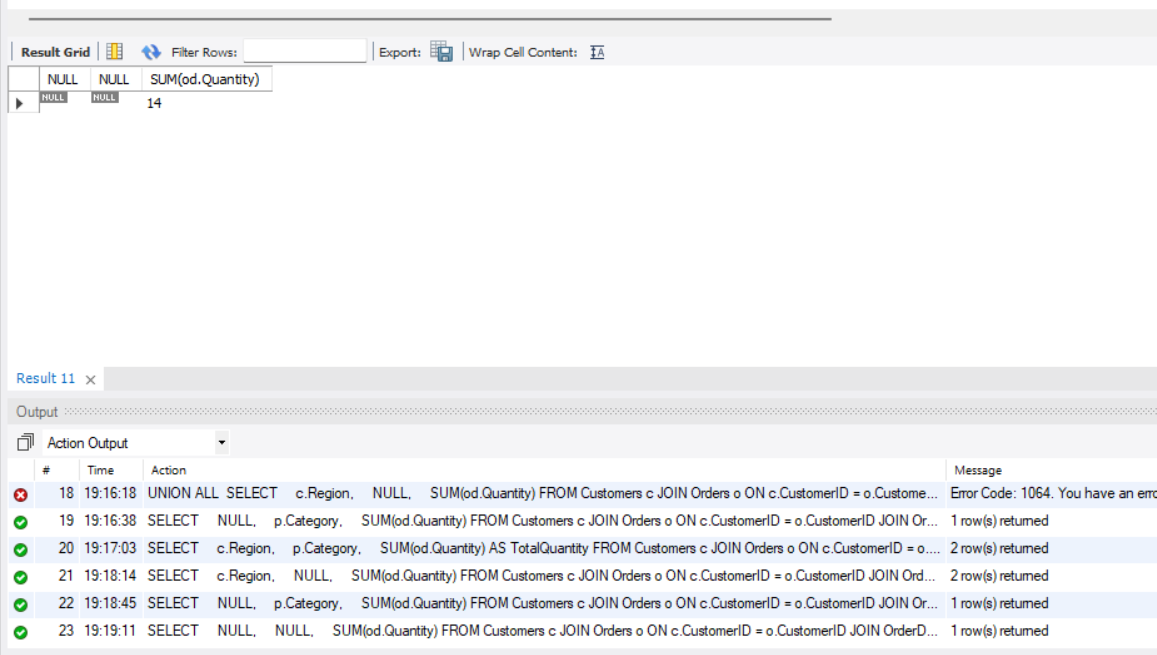 Result Grid Filter Rows: Export: Wrap Cell Content: IA
NULL NULL SUM(od.Quantity)
NULL NULL 14
Result 11
Output
Action Output
# Time Action Message
18 19:16:18 UNION ALL SELECT c.Region, NULL, SUM(od.Quantity) FROM Customers c JOIN Orders o ON c.CustomerID = o.Custome... Error Code: 1064. You have an erro
19 19:16:38 SELECT NULL, p.Category, SUM(od.Quantity) FROM Customers c JOIN Orders o ON c.CustomerID = o.CustomerID JOIN Or... 1 row(s) returned
20 19:17:03 SELECT c.Region, p.Category, SUM(od.Quantity) AS TotalQuantity FROM Customers c JOIN Orders o ON c.CustomerID = o.... 2 row(s) returned
21 19:18:14 SELECT c.Region, NULL, SUM(od.Quantity) FROM Customers c JOIN Orders o ON c.CustomerID = o.CustomerID JOIN Ord... 2 row(s) returned
22 19:18:45 SELECT NULL, p.Category, SUM(od.Quantity) FROM Customers c JOIN Orders o ON c.CustomerID = o.CustomerID JOIN Or... 1 row(s) returned
23 19:19:11 SELECT NULL, NULL, SUM(od.Quantity) FROM Customers c JOIN Orders o ON c.CustomerID = o.CustomerID JOIN OrderD... 1 row(s) returned